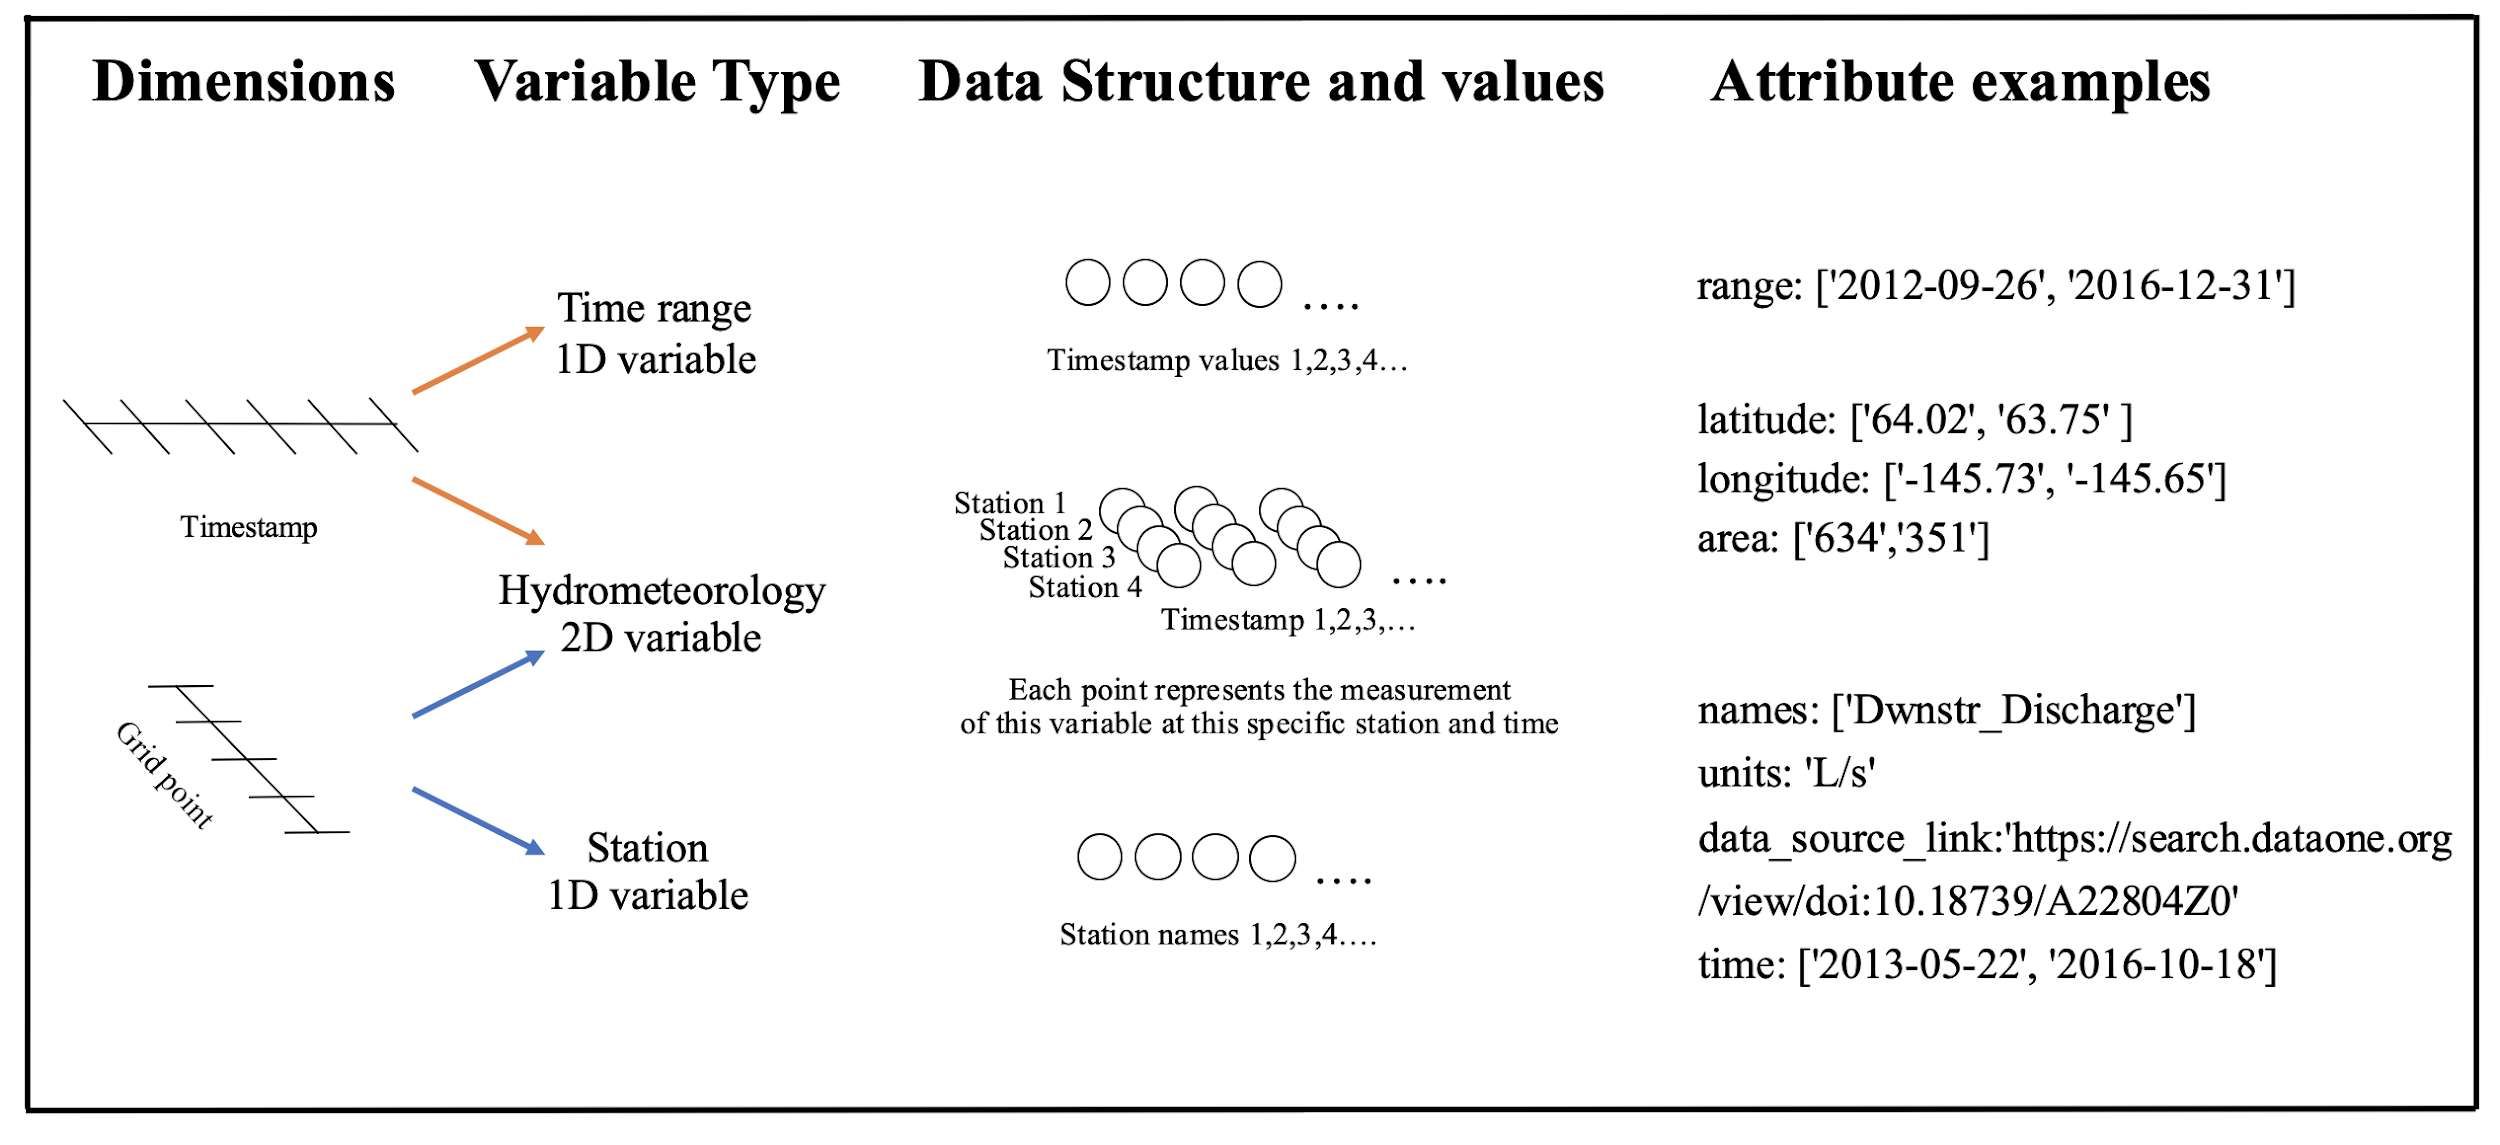 Dimensions
Variable Type
Data Structure and values
Attribute examples
Timestamp
Grid point
Time range
1D variable
Hydrometeorology
2D variable
Station
1D variable
Timestamp values 1,2,3,4…
Station 1
Station 2
Station 3
Station 4
....
Timestamp 1,2,3,…
Each point represents the measurement
of this variable at this specific station and time
....
Station names 1,2,3,4….
....
range: ['2012-09-26', '2016-12-31']
latitude: ['64.02', '63.75' ]
longitude: ['-145.73', '-145.65']
area: ['634','351']
names: ['Dwnstr_Discharge']
units: 'L/s'
data_source_link:'https://search.dataone.org
/view/doi:10.18739/A22804Z0'
time: ['2013-05-22', '2016-10-18']